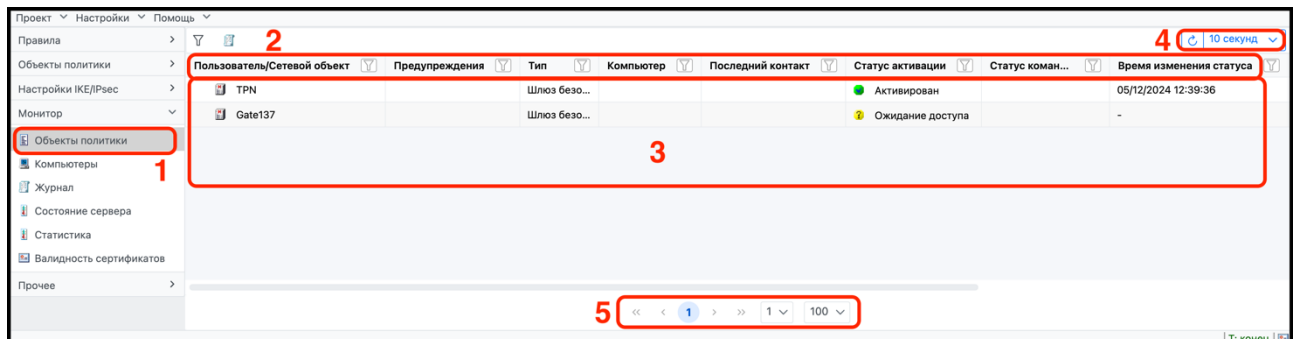 Проект Настройки Помощь
Правила
2
4 10 секунд
Объекты политики
Пользователь/Сетевой объект Предупреждения Тип Компьютер Последний контакт Статус активации Статус коман... Время изменения статуса
Настройки IKE/IPsec
TPN Шлюз безо... Активирован 05/12/2024 12:39:36
Монитор
Gate137 Шлюз безо... Ожидание доступа -
Объекты политики
1
3
Компьютеры
Журнал
Состояние сервера
Статистика
Валидность сертификатов
Прочее
5 << < 1 > >> 1 100